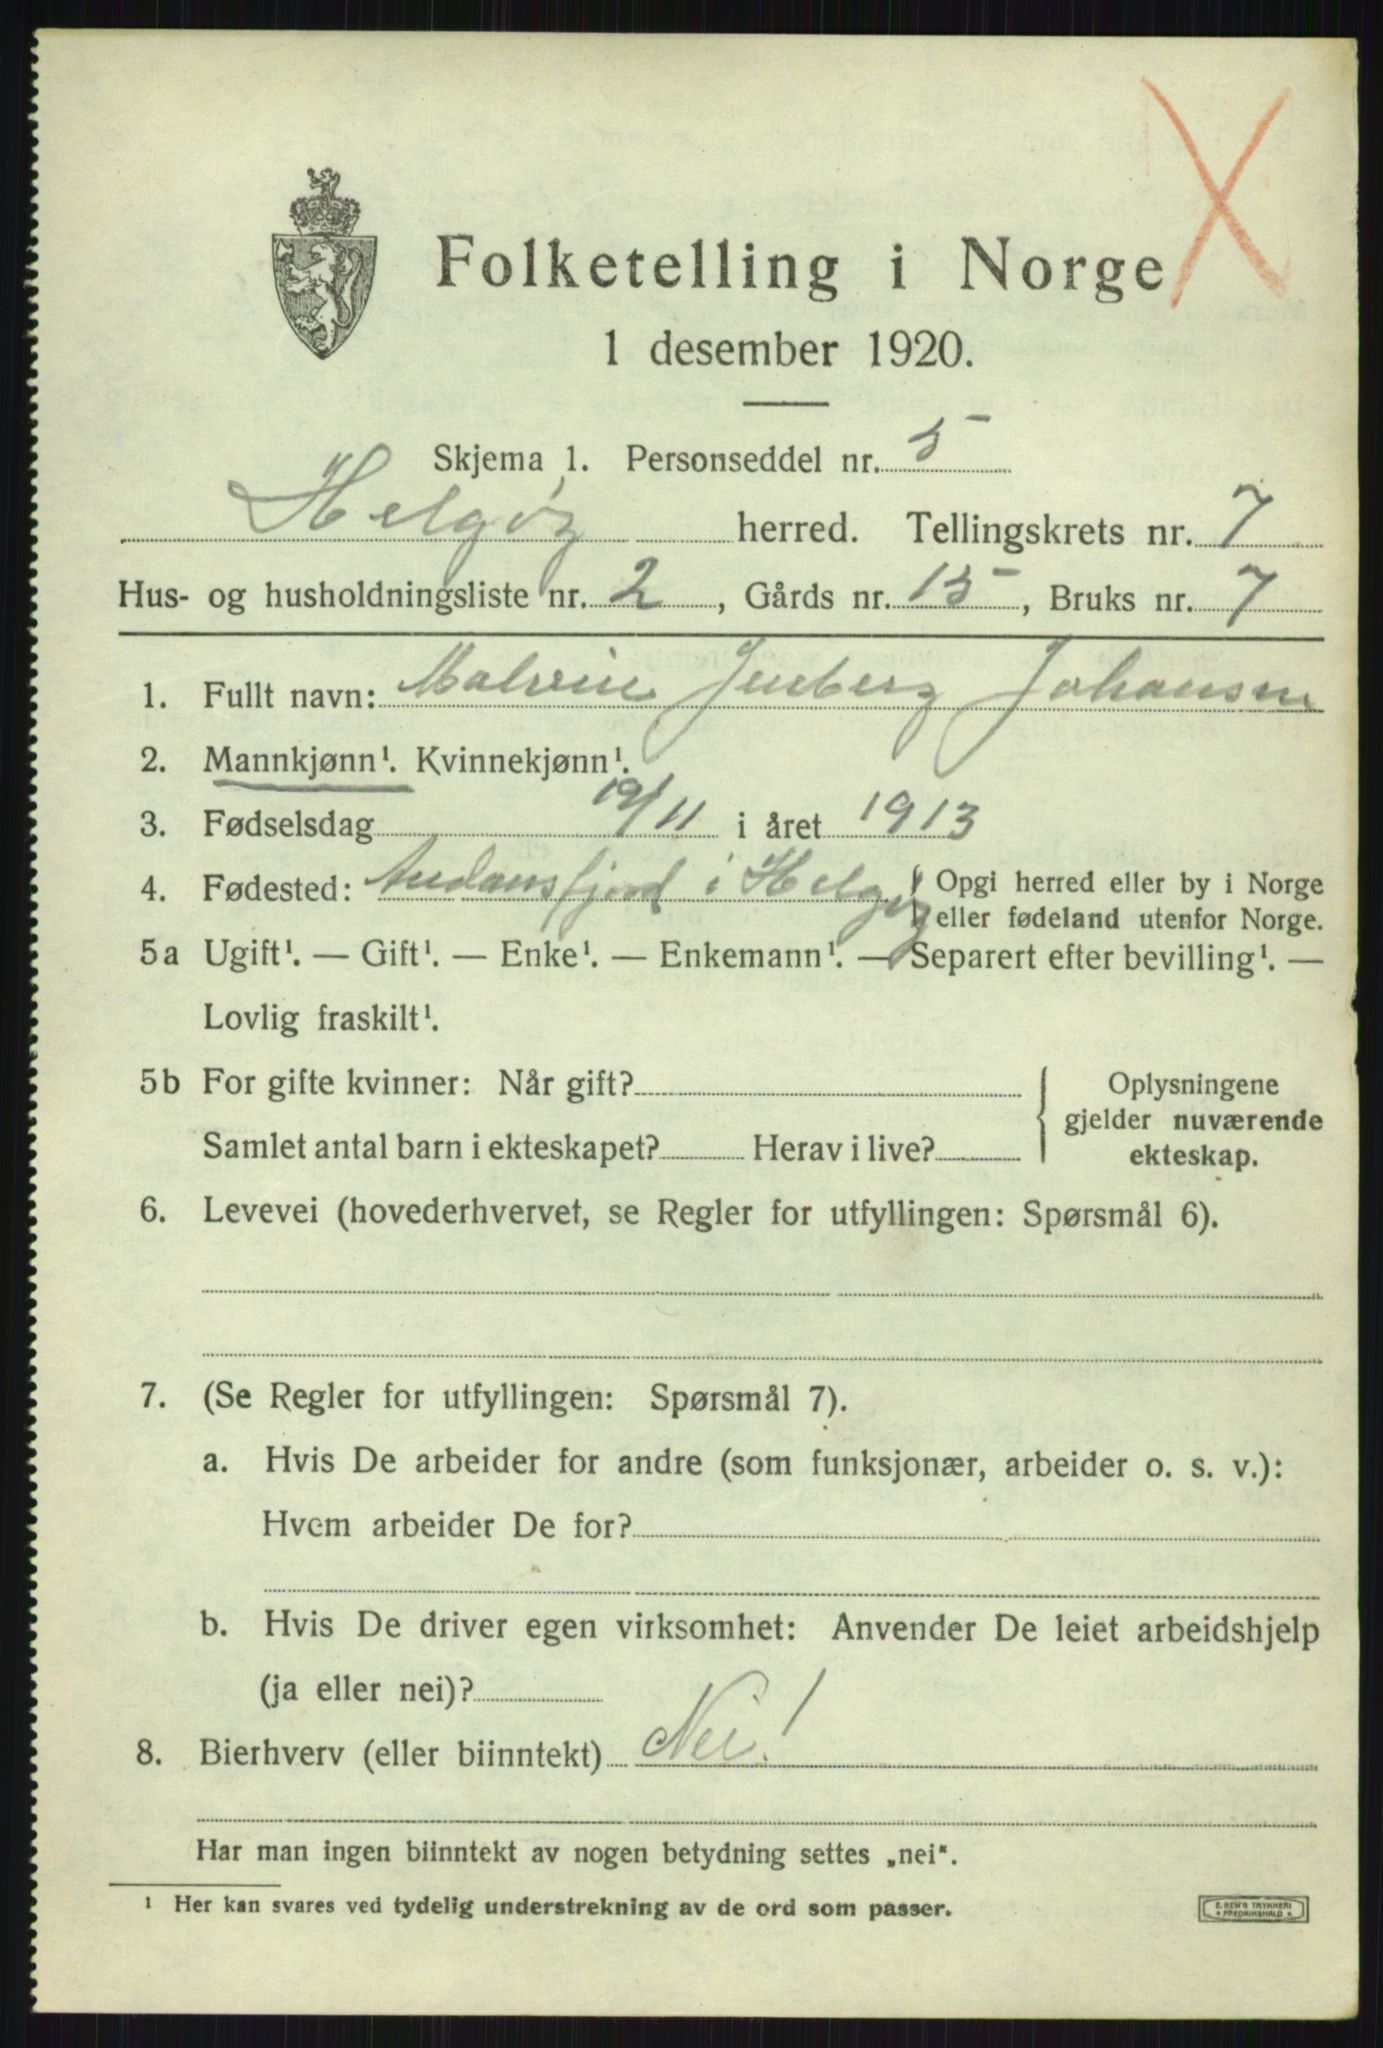 Folketelling i Norge
1 desember 1920.
Skjema 1. Personseddel nr. 5
Helgøy herred. Tellingskrets nr. 7
Hus- og husholdningsliste nr. 2, Gårds nr. 15, Bruks nr. 7
1. Fullt navn: Malvin Jenberg Johansen
2. Mannkjønn¹. Kvinnekjønn¹.
3. Fødselsdag 19/11 i året 1913
4. Fødested: i Helgøy { Opgi herred eller by i Norge
eller fødeland utenfor Norge.
5a Ugift¹. — Gift¹. — Enke¹. — Enkemann¹. — Separert efter bevilling¹. —
Lovlig fraskilt¹.
5b For gifte kvinner: Når gift? Oplysningene
gjelder nuværende
Samlet antal barn i ekteskapet? Herav i live? ekteskap.
6. Levevei (hovederhvervet, se Regler for utfyllingen: Spørsmål 6).
7. (Se Regler for utfyllingen: Spørsmål 7).
a. Hvis De arbeider for andre (som funksjonær, arbeider o. s. v.):
Hvem arbeider De for?
b. Hvis De driver egen virksomhet: Anvender De leiet arbeidshjelp
(ja eller nei)?
8. Bierhverv (eller biinntekt) Nei!
Har man ingen biinntekt av nogen betydning settes „nei“.
¹ Her kan svares ved tydelig understrekning av de ord som passer.
E. SEM'S TRYKKERI
* FREDRIKSHALD *